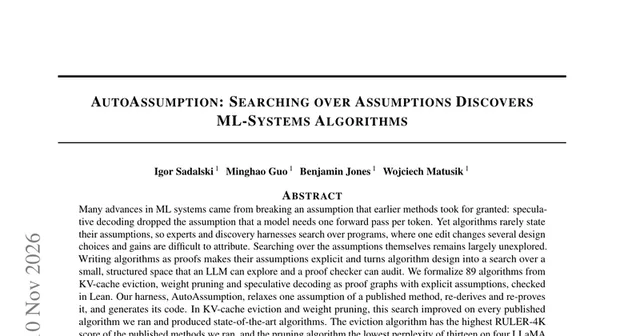 AUTOASSUMPTION: SEARCHING OVER ASSUMPTIONS DISCOVERS
ML-SYSTEMS ALGORITHMS
Igor Sadalski 1 Minghao Guo 1 Benjamin Jones 1 Wojciech Matusik 1
ABSTRACT
Many advances in ML systems came from breaking an assumption that earlier methods took for granted: specula-
tive decoding dropped the assumption that a model needs one forward pass per token. Yet algorithms rarely state
their assumptions, so experts and discovery harnesses search over programs, where one edit changes several design
choices and gains are difficult to attribute. Searching over the assumptions themselves remains largely unexplored.
Writing algorithms as proofs makes their assumptions explicit and turns algorithm design into a search over a
small, structured space that an LLM can explore and a proof checker can audit. We formalize 89 algorithms from
KV-cache eviction, weight pruning and speculative decoding as proof graphs with explicit assumptions, checked
in Lean. Our harness, AutoAssumption, relaxes one assumption of a published method, re-derives and re-proves
it, and generates its code. In KV-cache eviction and weight pruning, this search improved on every published
algorithm we ran and produced state-of-the-art algorithms. The eviction algorithm has the highest RULER-4K
score of the published methods we ran, and the pruning algorithm the lowest perplexity of thirteen on four LLaMA
0 Nov 2026